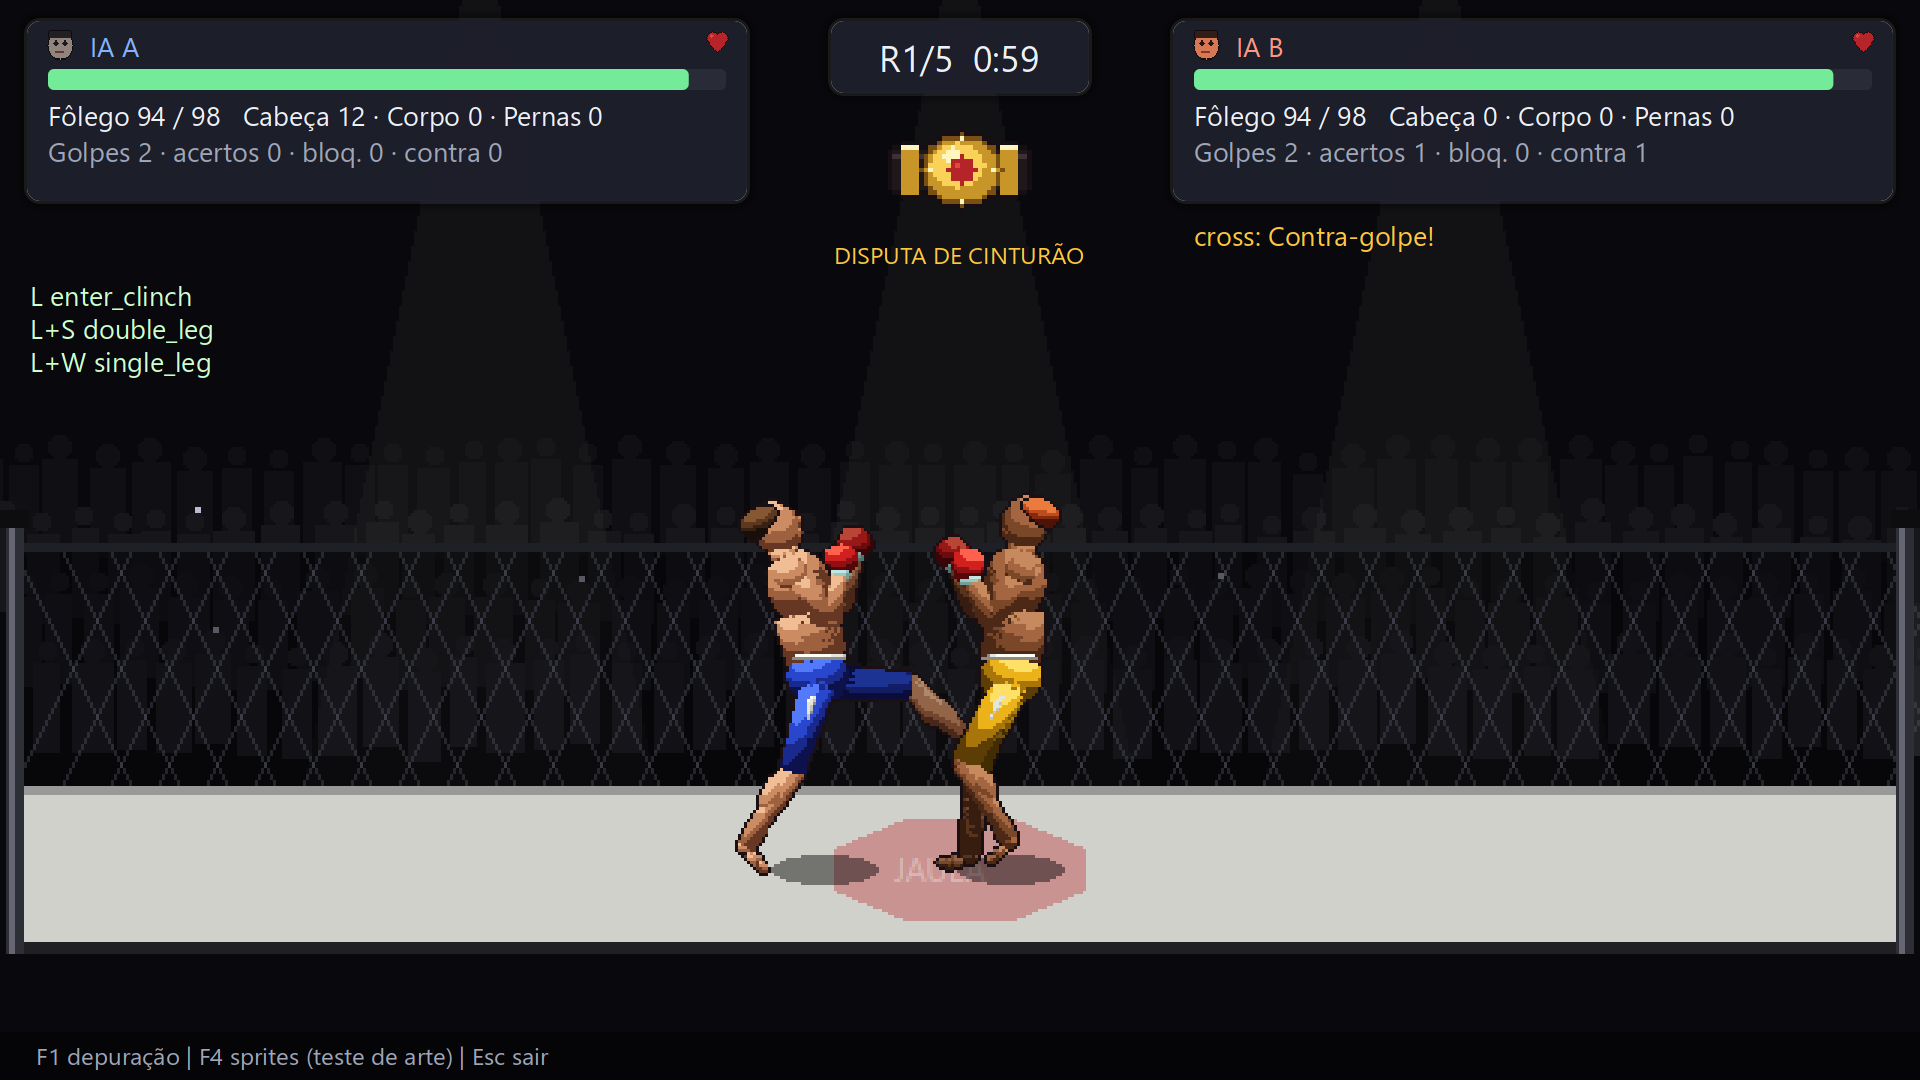 IA A
Fôlego 94 / 98 Cabeça 12 · Corpo 0 · Pernas 0
Golpes 2 · acertos 0 · bloq. 0 · contra 0
R1/5 0:59
DISPUTA DE CINTURÃO
IA B
Fôlego 94 / 98 Cabeça 0 · Corpo 0 · Pernas 0
Golpes 2 · acertos 1 · bloq. 0 · contra 1
cross: Contra-golpe!
L enter_clinch
L+S double_leg
L+W single_leg
JAULA
F1 depuração | F4 sprites (teste de arte) | Esc sair